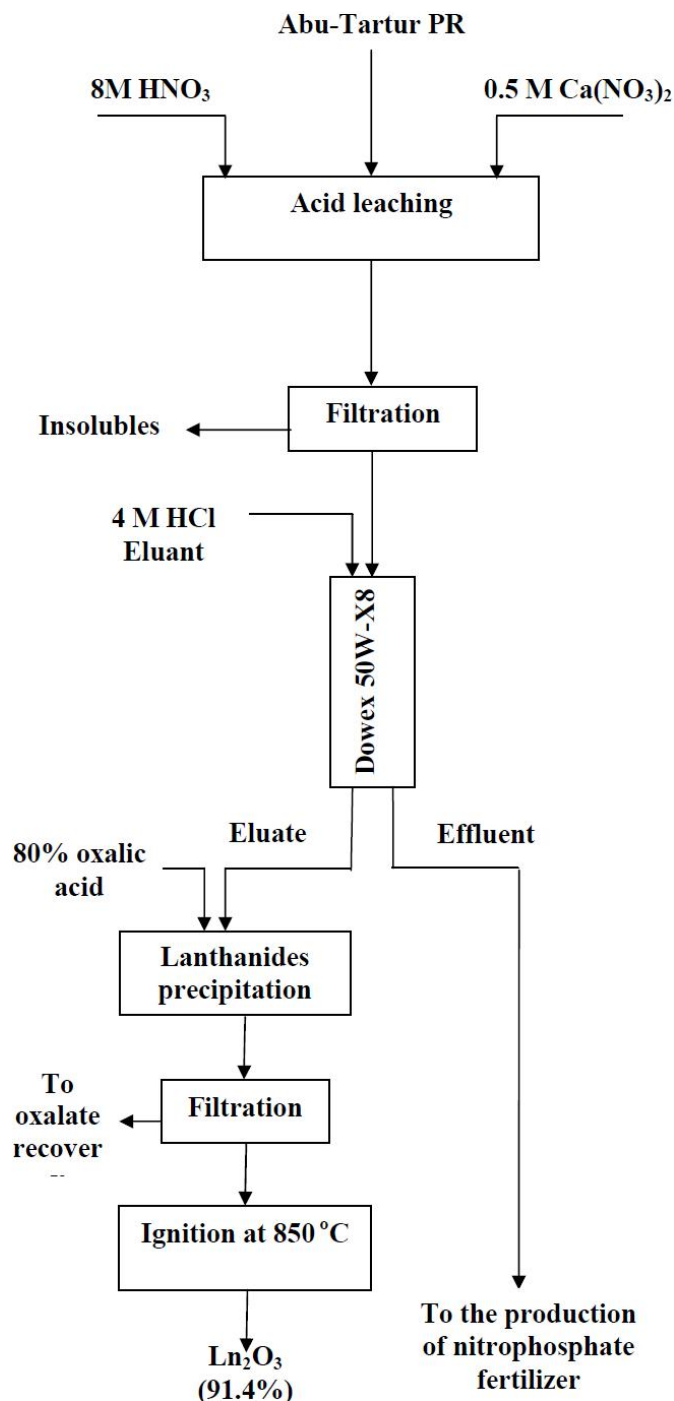 Abu-Tartur PR
8M HNO₃
0.5 M Ca(NO₃)₂
Acid leaching
Filtration
Insolubles
4 M HCl
Eluant
Dowex 50W-X8
Eluate
Effluent
80% oxalic
acid
Lanthanides
precipitation
To
oxalate
recover
Filtration
Ignition at 850 °C
To the production
of nitrophosphate
fertilizer
Ln₂O₃
(91.4%)